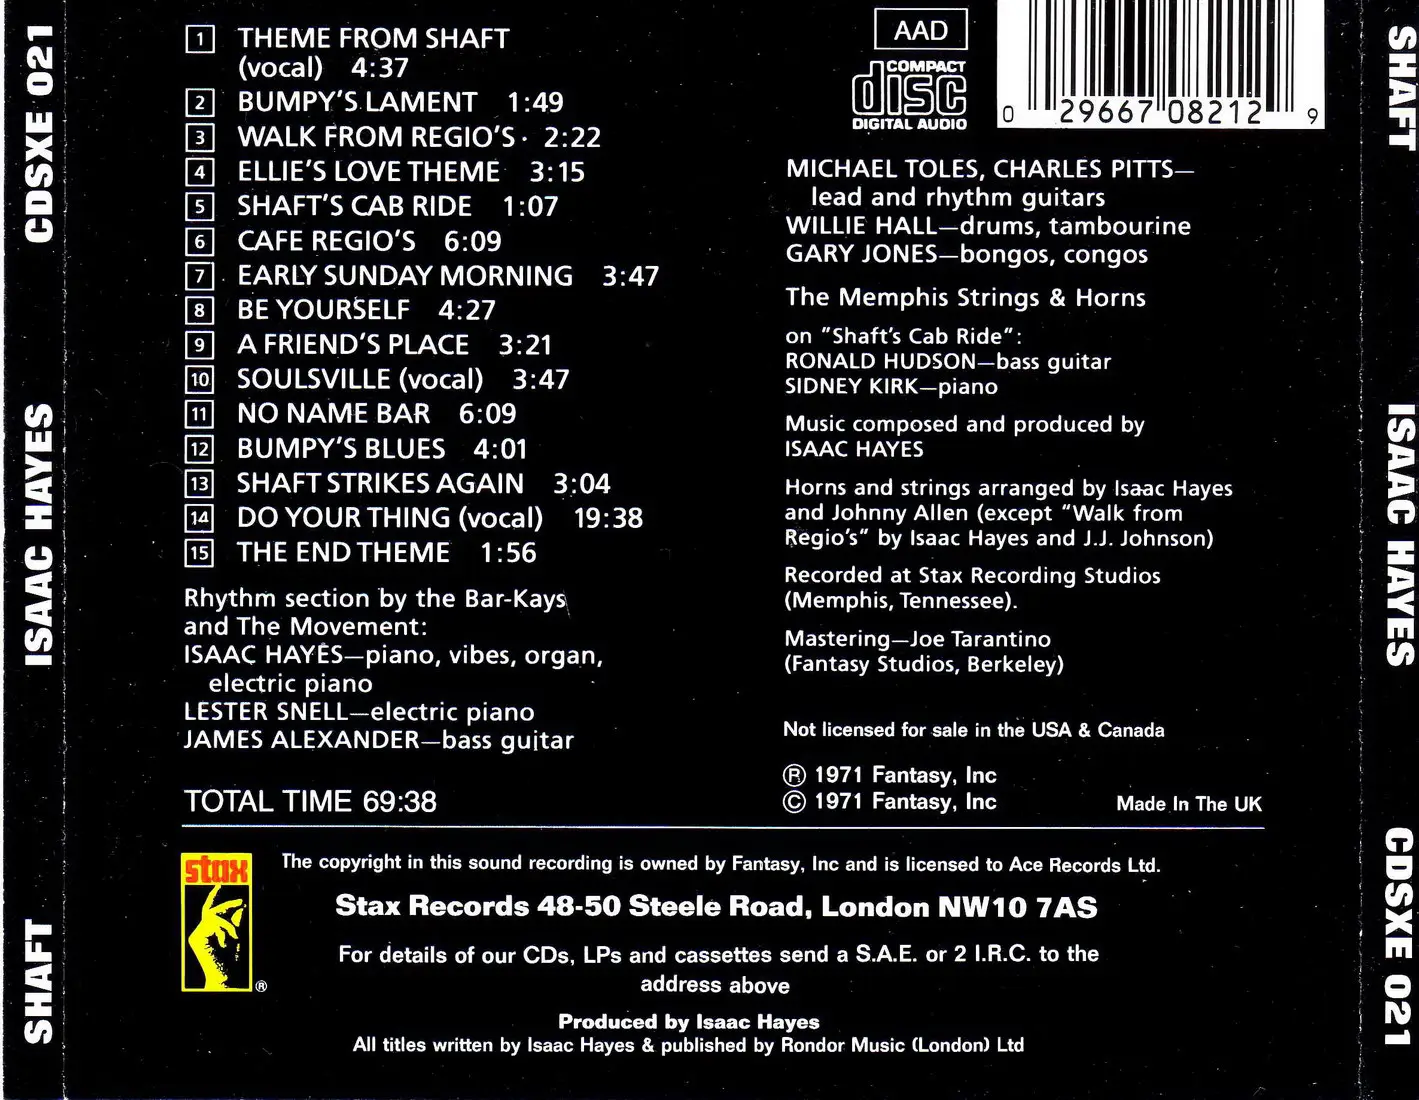 CDSXE 021
ISAAC HAYES
SHAFT
1 THEME FROM SHAFT
(vocal) 4:37
2 BUMPY'S LAMENT 1:49
3 WALK FROM REGIO'S · 2:22
4 ELLIE'S LOVE THEME 3:15
5 SHAFT'S CAB RIDE 1:07
6 CAFE REGIO'S 6:09
7 EARLY SUNDAY MORNING 3:47
8 BE YOURSELF 4:27
9 A FRIEND'S PLACE 3:21
10 SOULSVILLE (vocal) 3:47
11 NO NAME BAR 6:09
12 BUMPY'S BLUES 4:01
13 SHAFT STRIKES AGAIN 3:04
14 DO YOUR THING (vocal) 19:38
15 THE END THEME 1:56
Rhythm section by the Bar-Kays
and The Movement:
ISAAC HAYES—piano, vibes, organ,
electric piano
LESTER SNELL—electric piano
JAMES ALEXANDER—bass guitar
TOTAL TIME 69:38
AAD
COMPACT
disc
DIGITAL AUDIO
0 29667 08212 9
MICHAEL TOLES, CHARLES PITTS—
lead and rhythm guitars
WILLIE HALL—drums, tambourine
GARY JONES—bongos, congos
The Memphis Strings & Horns
on "Shaft's Cab Ride":
RONALD HUDSON—bass guitar
SIDNEY KIRK—piano
Music composed and produced by
ISAAC HAYES
Horns and strings arranged by Isaac Hayes
and Johnny Allen (except "Walk from
Regio's" by Isaac Hayes and J.J. Johnson)
Recorded at Stax Recording Studios
(Memphis, Tennessee).
Mastering—Joe Tarantino
(Fantasy Studios, Berkeley)
Not licensed for sale in the USA & Canada
Ⓡ 1971 Fantasy, Inc
© 1971 Fantasy, Inc
Made In The UK
stax
®
The copyright in this sound recording is owned by Fantasy, Inc and is licensed to Ace Records Ltd.
Stax Records 48-50 Steele Road, London NW10 7AS
For details of our CDs, LPs and cassettes send a S.A.E. or 2 I.R.C. to the
address above
Produced by Isaac Hayes
All titles written by Isaac Hayes & published by Rondor Music (London) Ltd
SHAFT
ISAAC HAYES
CDSXE 021